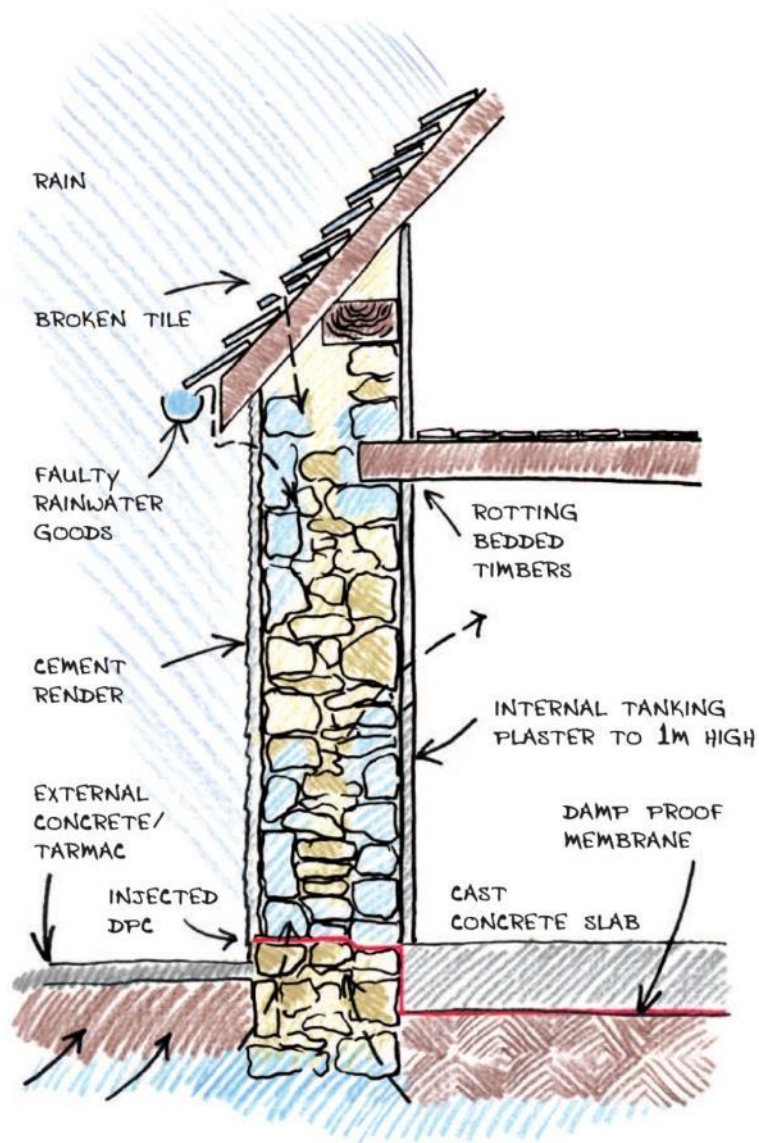 RAIN
BROKEN TILE
FAULTY
RAINWATER
GOODS
ROTTING
BEDDED
TIMBERS
CEMENT
RENDER
INTERNAL TANKING
PLASTER TO 1M HIGH
EXTERNAL
CONCRETE/
TARMAC
DAMP PROOF
MEMBRANE
INJECTED
DPC
CAST
CONCRETE SLAB